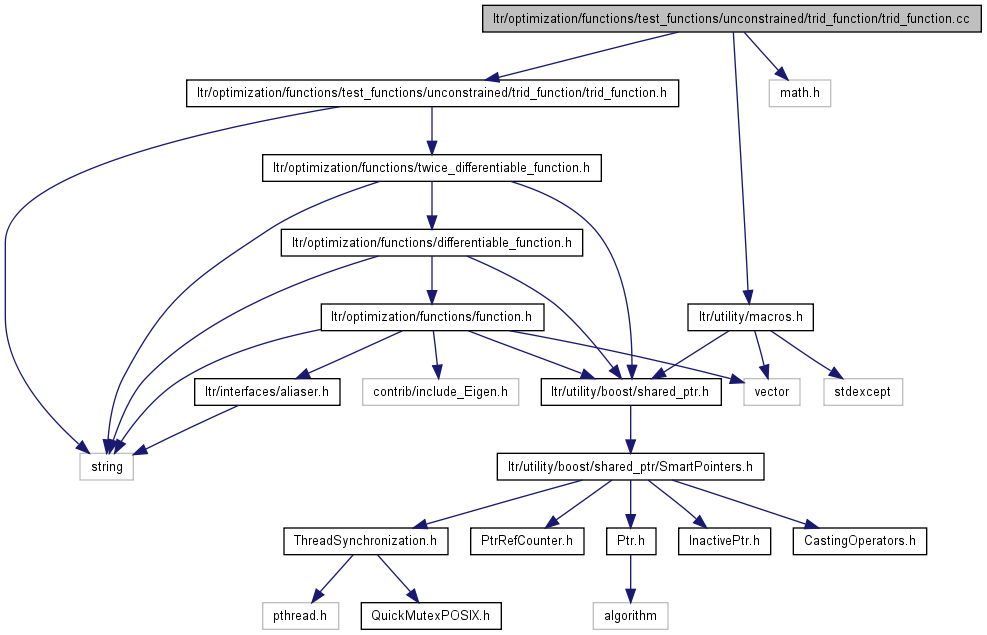 ltr/optimization/functions/test_functions/unconstrained/trid_function/trid_function.cc
ltr/optimization/functions/test_functions/unconstrained/trid_function/trid_function.h
math.h
ltr/optimization/functions/twice_differentiable_function.h
ltr/optimization/functions/differentiable_function.h
ltr/optimization/functions/function.h
ltr/utility/macros.h
ltr/interfaces/aliaser.h
contrib/include_Eigen.h
ltr/utility/boost/shared_ptr.h
vector
stdexcept
string
ltr/utility/boost/shared_ptr/SmartPointers.h
ThreadSynchronization.h
PtrRefCounter.h
Ptr.h
InactivePtr.h
CastingOperators.h
pthread.h
QuickMutexPOSIX.h
algorithm